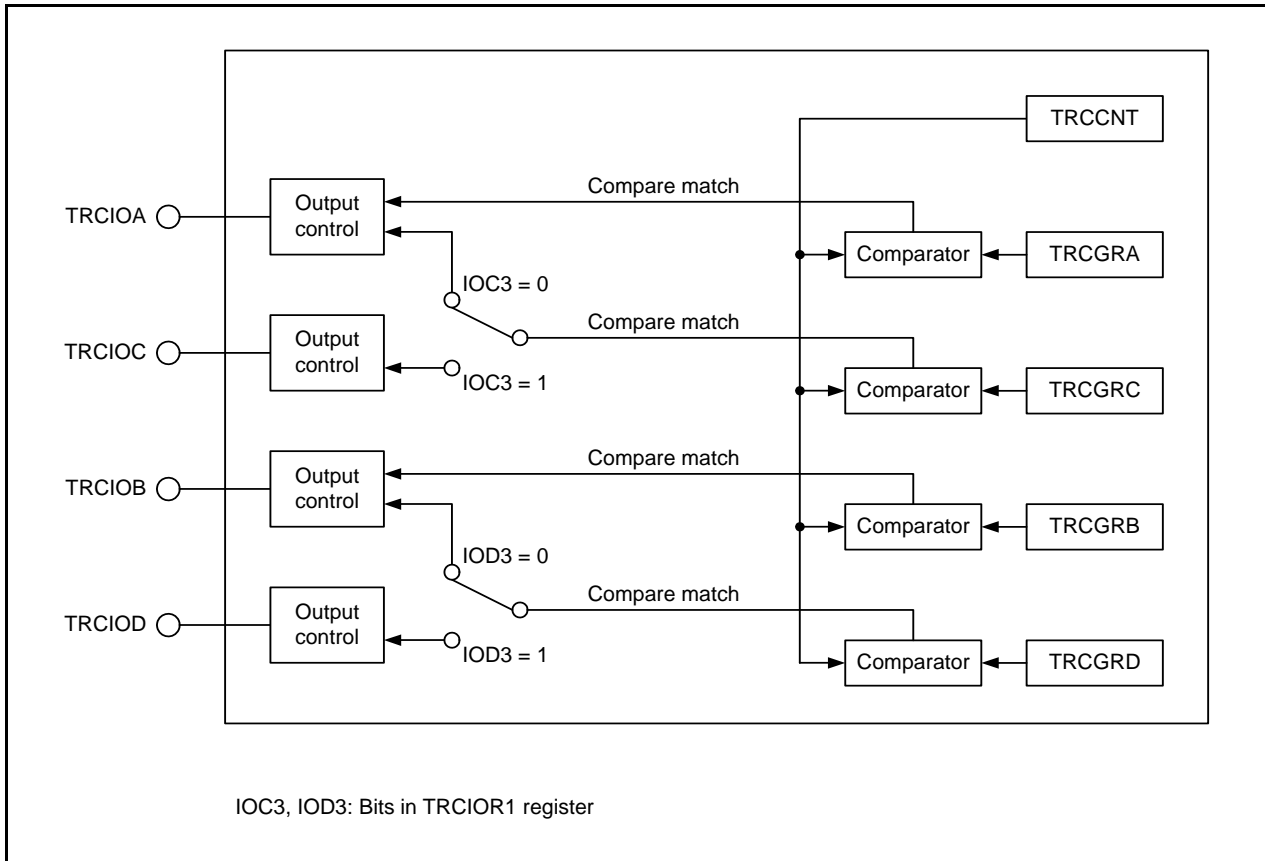 TRCCNT
Compare match
TRCIOA
Output
control
Comparator
TRCGRA
IOC3 = 0
Compare match
TRCIOC
Output
control
IOC3 = 1
Comparator
TRCGRC
Compare match
TRCIOB
Output
control
Comparator
TRCGRB
IOD3 = 0
Compare match
TRCIOD
Output
control
IOD3 = 1
Comparator
TRCGRD
IOC3, IOD3: Bits in TRCIOR1 register